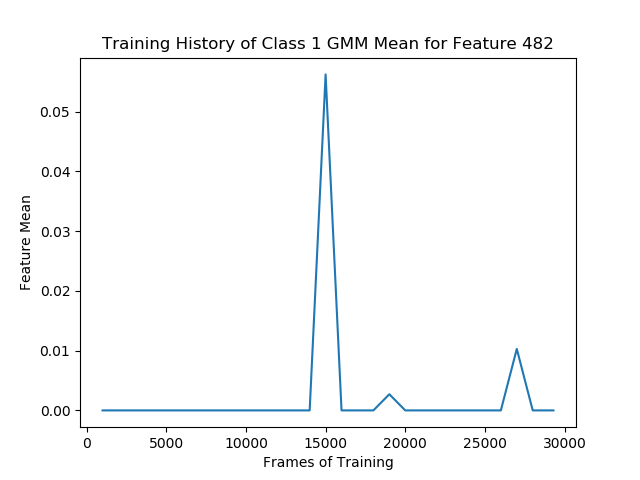 Training History of Class 1 GMM Mean for Feature 482
0.05
0.04
0.03
0.02
0.01
0.00
Feature Mean
0 5000 10000 15000 20000 25000 30000
Frames of Training